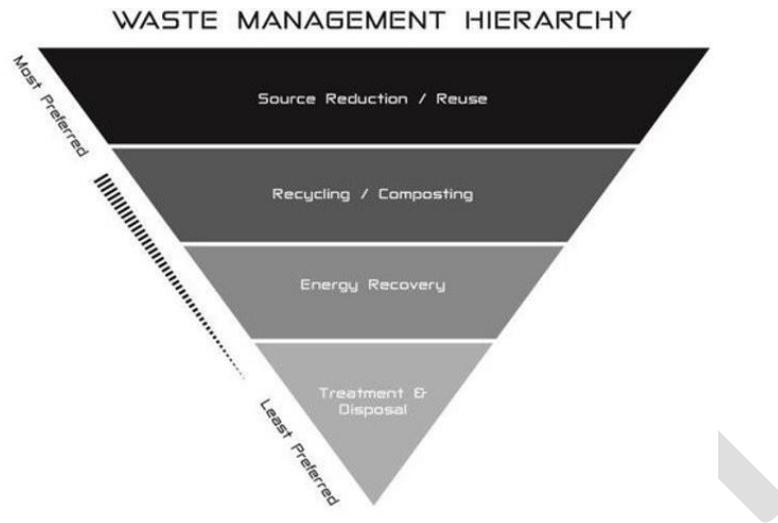 WASTE MANAGEMENT HIERARCHY
Most Preferred
Source Reduction / Reuse
Recycling / Composting
Energy Recovery
Treatment &
Disposal
Least Preferred